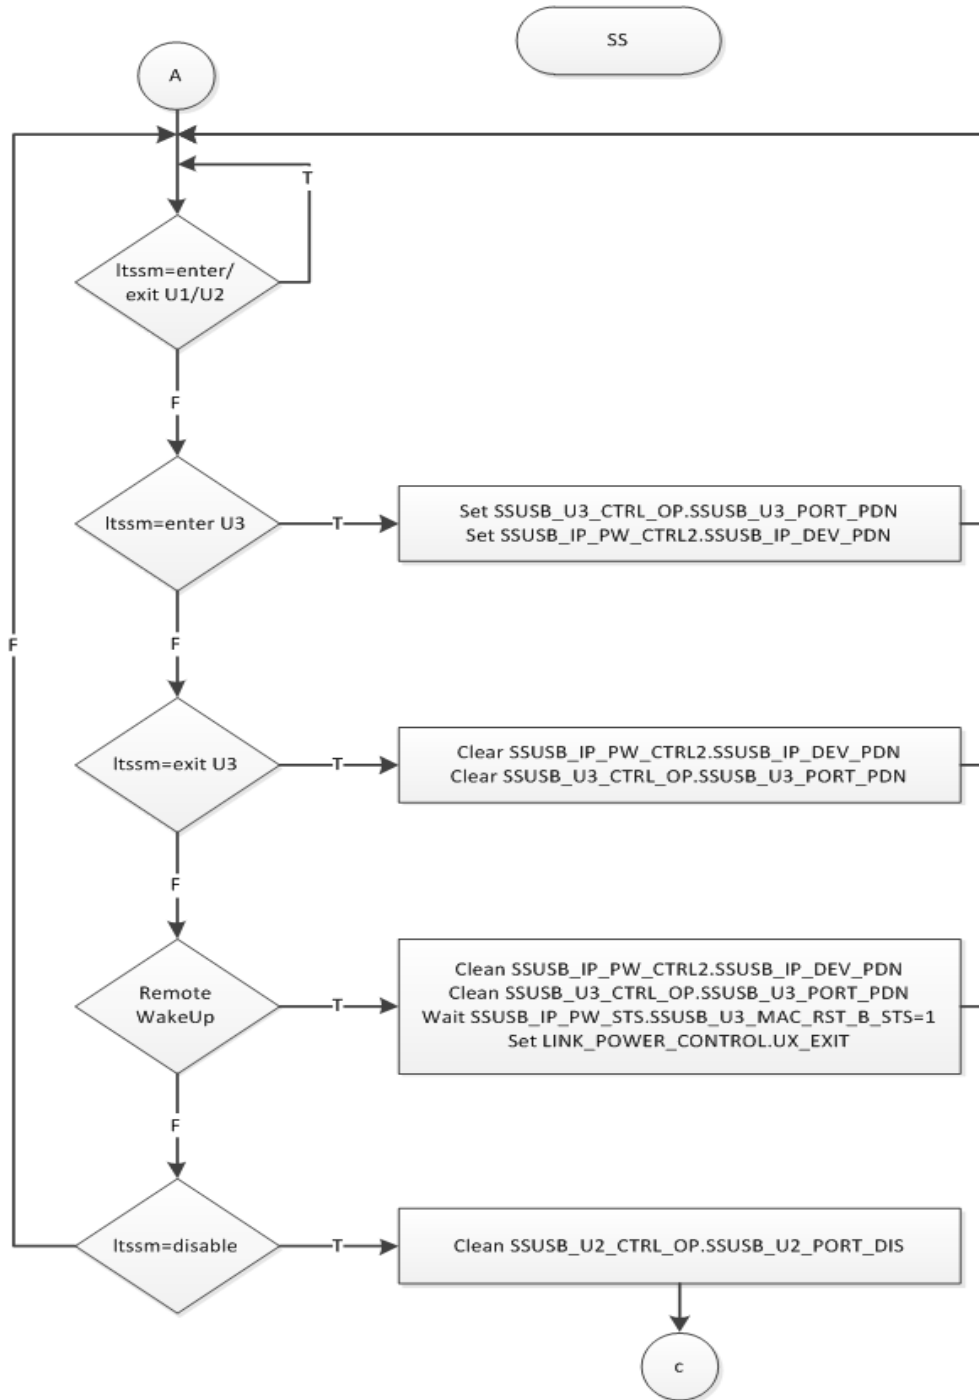 SS
A
T
ltssm=enter/
exit U1/U2
F
ltssm=enter U3
T
Set SSUSB_U3_CTRL_OP.SSUSB_U3_PORT_PDN
Set SSUSB_IP_PW_CTRL2.SSUSB_IP_DEV_PDN
F
F
ltssm=exit U3
T
Clear SSUSB_IP_PW_CTRL2.SSUSB_IP_DEV_PDN
Clear SSUSB_U3_CTRL_OP.SSUSB_U3_PORT_PDN
F
Remote
WakeUp
T
Clean SSUSB_IP_PW_CTRL2.SSUSB_IP_DEV_PDN
Clean SSUSB_U3_CTRL_OP.SSUSB_U3_PORT_PDN
Wait SSUSB_IP_PW_STS.SSUSB_U3_MAC_RST_B_STS=1
Set LINK_POWER_CONTROL.UX_EXIT
F
ltssm=disable
T
Clean SSUSB_U2_CTRL_OP.SSUSB_U2_PORT_DIS
c